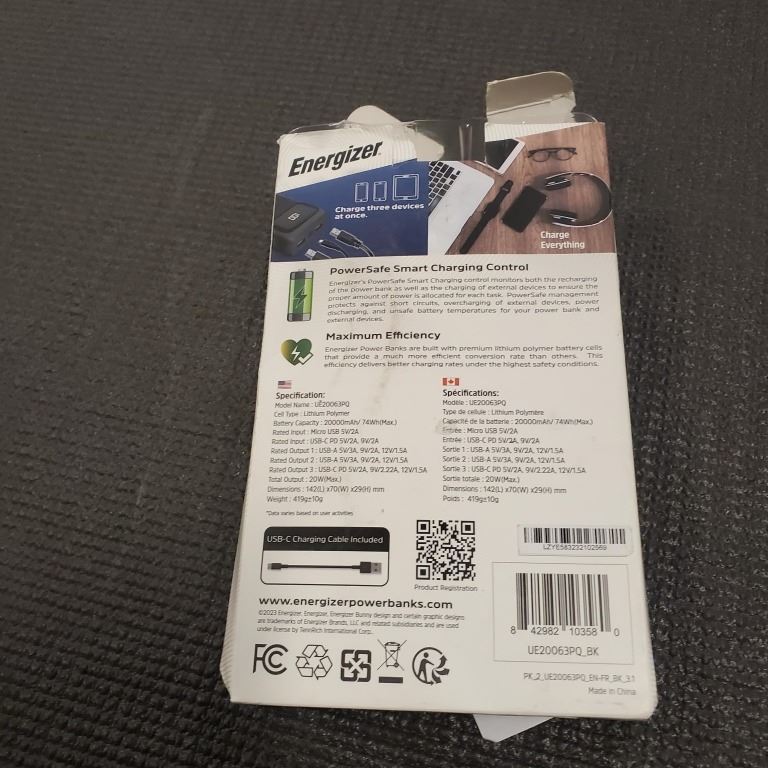 Energizer
Charge three devices
at once.
Charge
Everything
PowerSafe Smart Charging Control
Energizer's PowerSafe Smart Charging control monitors both the recharging
of the power bank as well as the charging of external devices to ensure the
proper amount of power is allocated for each task. PowerSafe management
protects against short circuits, overcharging of external devices, power
discharging, and unsafe battery temperatures for your power bank and
external devices.
Maximum Efficiency
Energizer Power Banks are built with premium lithium polymer battery cells
that provide a much more efficient conversion rate than others. This
efficiency delivers better charging rates under the highest safety conditions.
Specification:
Model Name : UE20063PQ
Cell Type : Lithium Polymer
Battery Capacity : 20000mAh/ 74Wh(Max.)
Rated Input : Micro USB 5V/2A
Rated Input : USB-C PD 5V/2A, 9V/2A
Rated Output 1 : USB-A 5V/3A, 9V/2A, 12V/1.5A
Rated Output 2 : USB-A 5V/3A, 9V/2A, 12V/1.5A
Rated Output 3 : USB-C PD 5V/2A, 9V/2.22A, 12V/1.5A
Total Output : 20W(Max.)
Dimensions : 142(L) x70(W) x29(H) mm
Weight : 419g±10g
*Data varies based on user activities
Spécifications:
Modèle : UE20063PQ
Type de cellule : Lithium Polymère
Capacité de la batterie : 20000mAh/ 74Wh(Max.)
Entrée : Micro USB 5V/2A
Entrée : USB-C PD 5V/2A, 9V/2A
Sortie 1 : USB-A 5V/3A, 9V/2A, 12V/1.5A
Sortie 2 : USB-A 5V/3A, 9V/2A, 12V/1.5A
Sortie 3 : USB-C PD 5V/2A, 9V/2.22A, 12V/1.5A
Sortie totale : 20W(Max.)
Dimensions : 142(L) x70(W) x29(H) mm
Poids : 419g±10g
USB-C Charging Cable Included
Product Registration
LZYE583232102569
www.energizerpowerbanks.com
©2023 Energizer. Energizer, Energizer Bunny design and certain graphic designs
are trademarks of Energizer Brands, LLC and related subsidiaries and are used
under license by TennRich International Corp..
FC
8 42982 10358 0
UE20063PQ_BK
PK_2_UE20063PQ_EN-FR_BK_3.1
Made in China